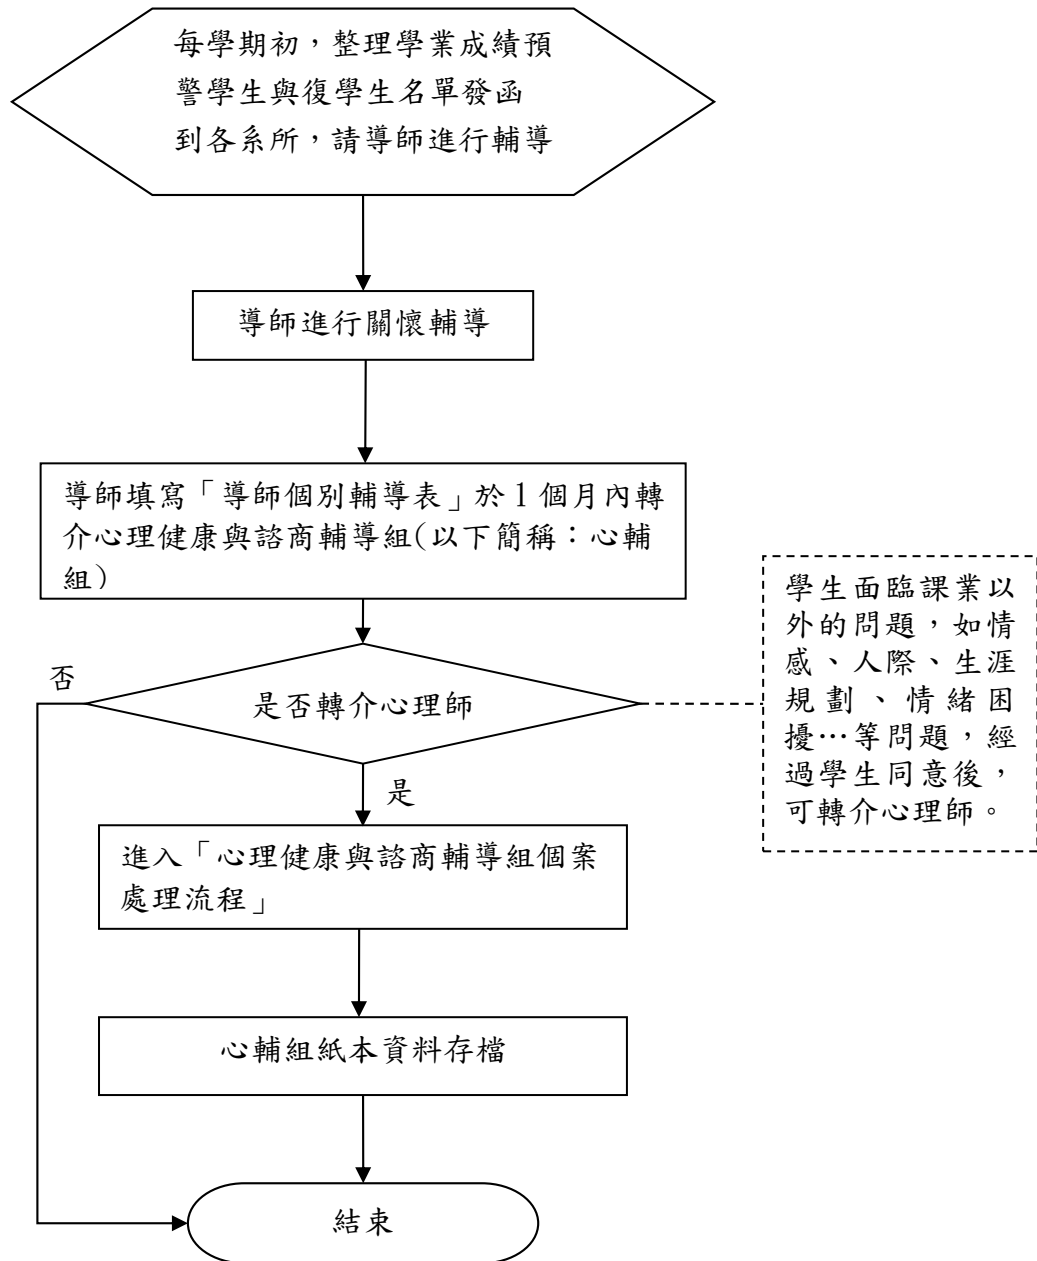 每學期初，整理學業成績預
警學生與復學生名單發函
到各系所，請導師進行輔導
導師進行關懷輔導
導師填寫「導師個別輔導表」於 1 個月內轉
介心理健康與諮商輔導組(以下簡稱：心輔
組)
否
是否轉介心理師
學生面臨課業以
外的問題，如情
感、人際、生涯
規劃、情緒困
擾…等問題，經
過學生同意後，
可轉介心理師。
是
進入「心理健康與諮商輔導組個案
處理流程」
心輔組紙本資料存檔
結束